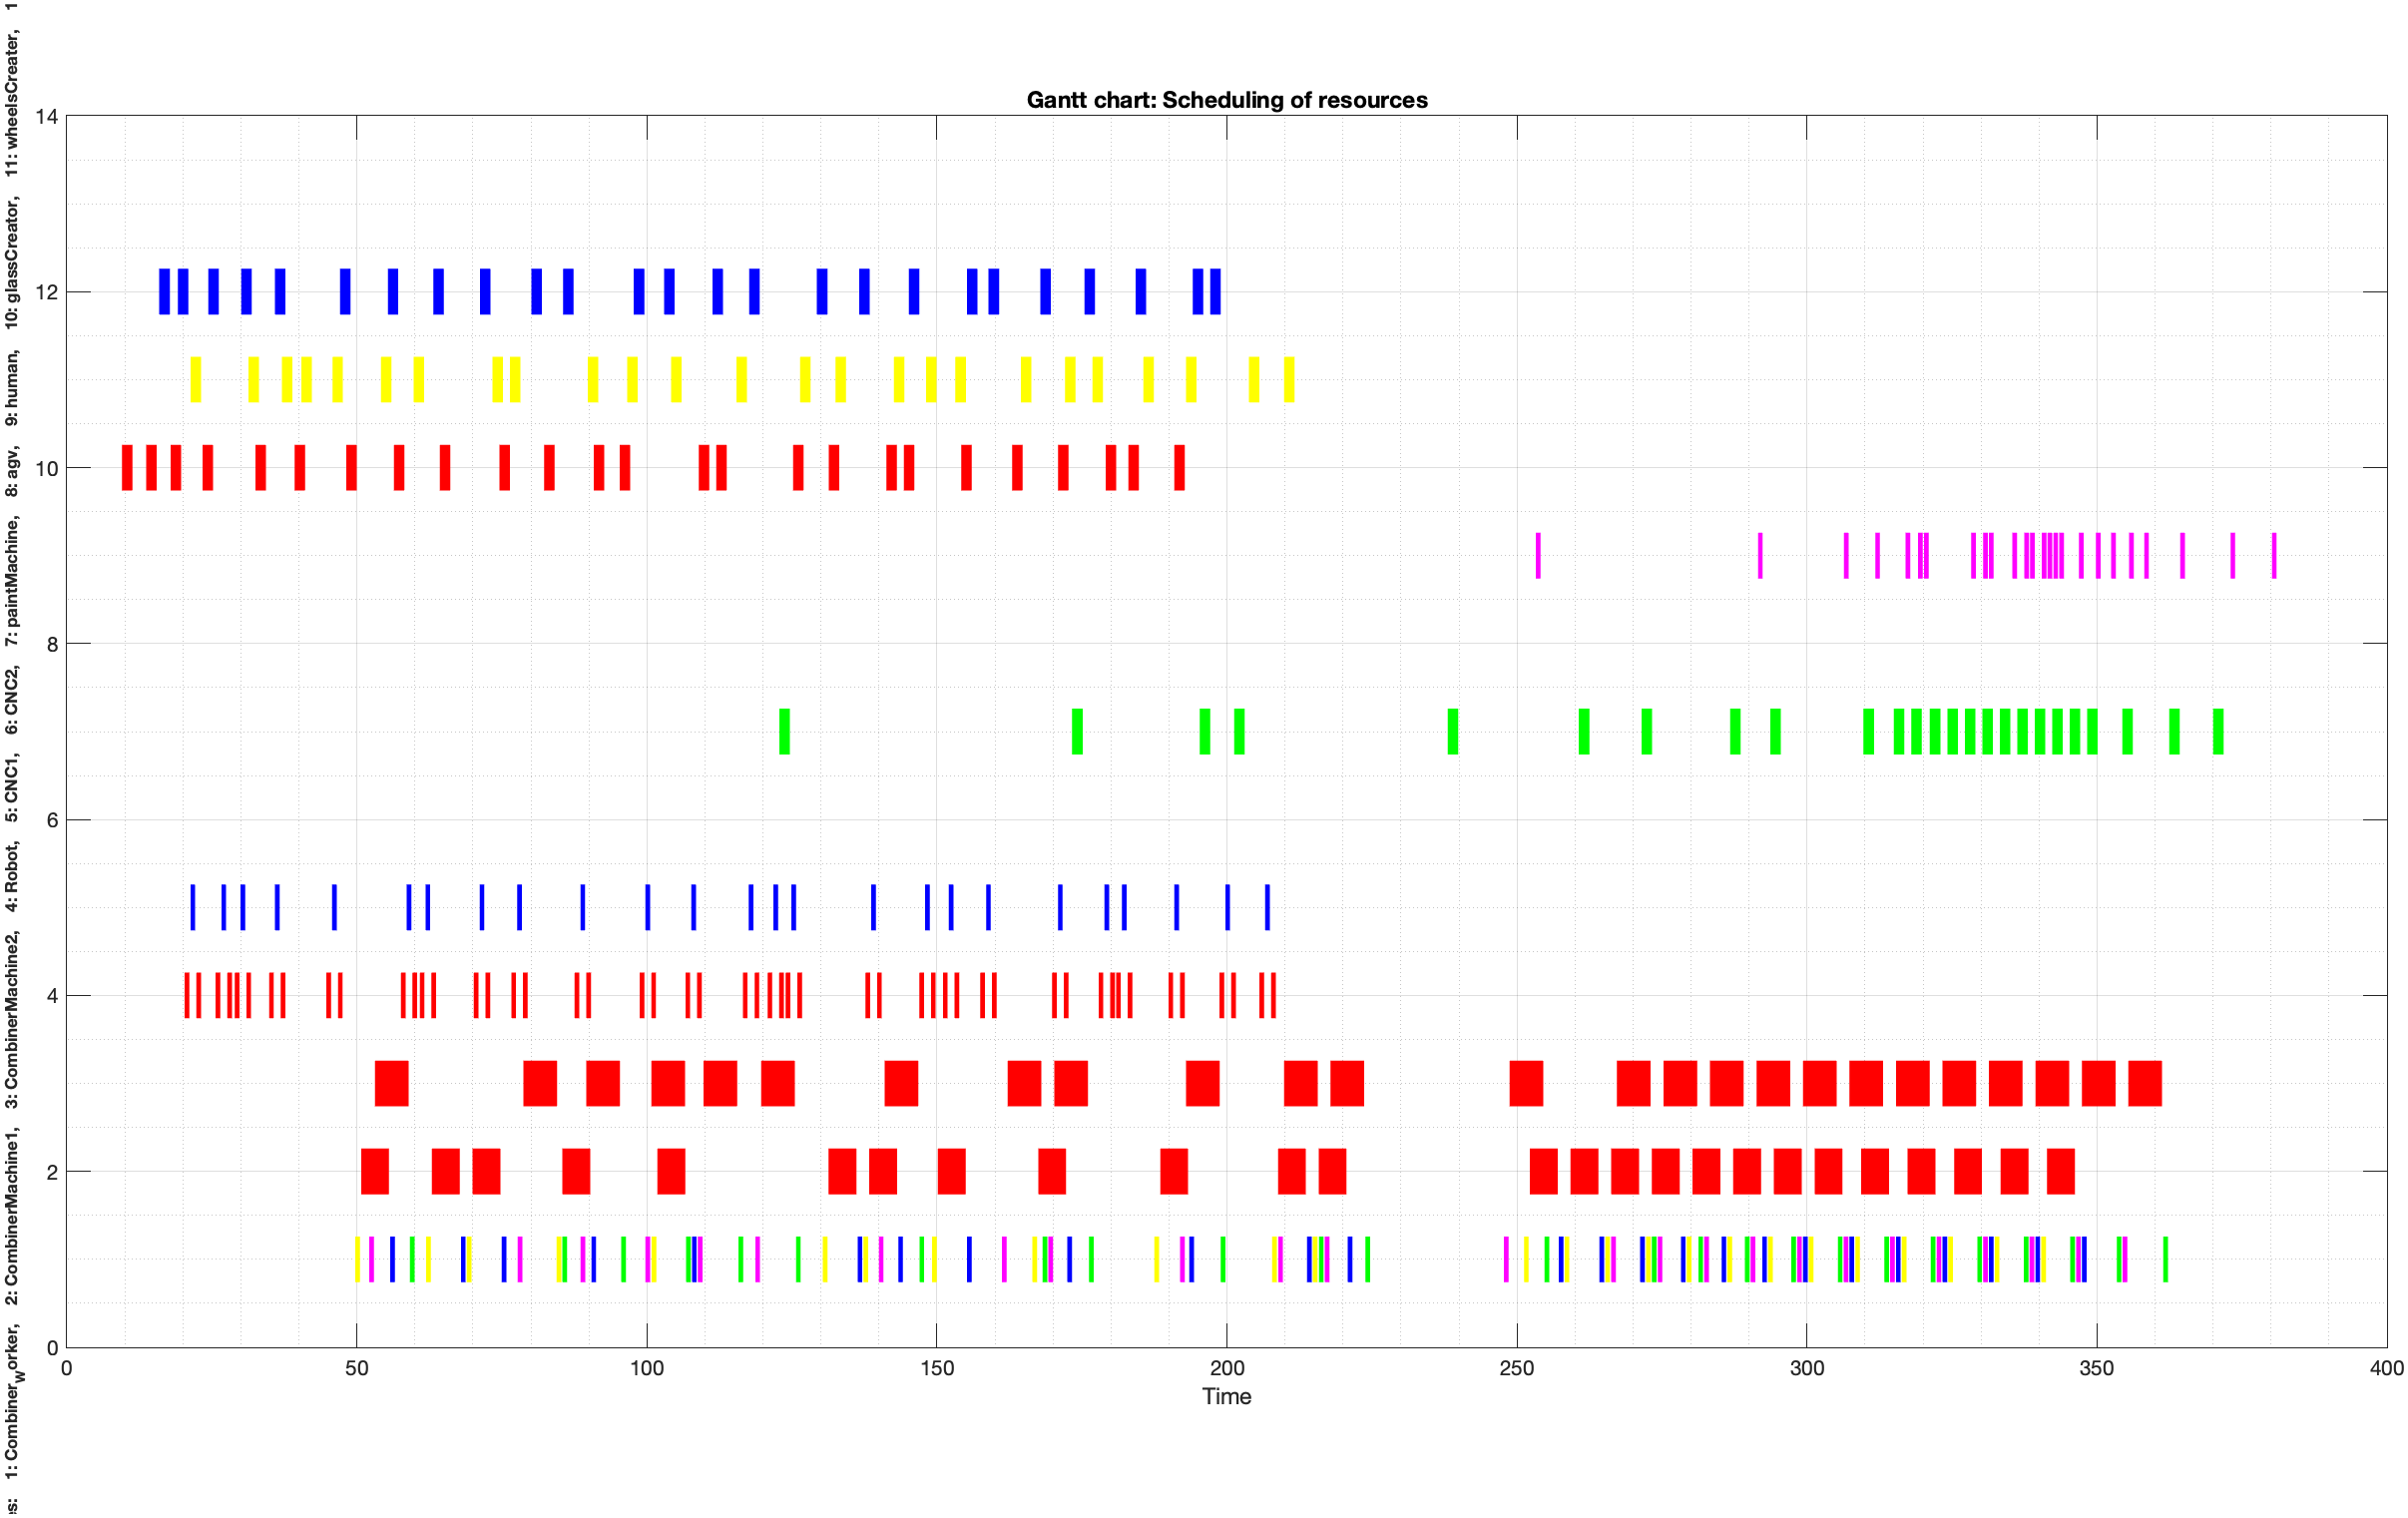 Gantt chart: Scheduling of resources
es: 1: Combiner_worker, 2: CombinerMachine1, 3: CombinerMachine2, 4: Robot, 5: CNC1, 6: CNC2, 7: paintMachine, 8: agv, 9: human, 10: glassCreator, 11: wheelsCreater, 1
14
12
10
8
6
4
2
0
0 50 100 150 200 250 300 350 400
Time